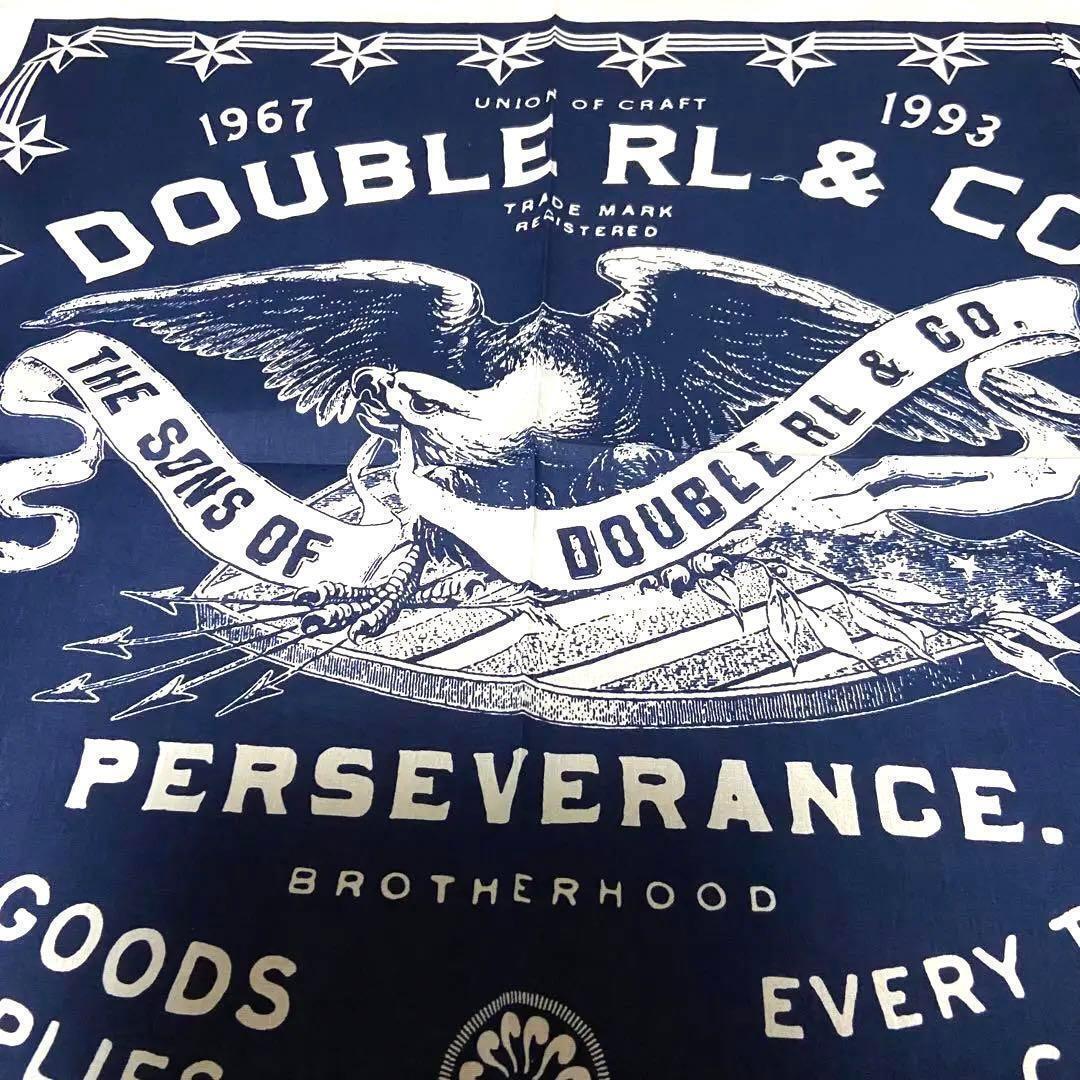 UNION OF CRAFT
1967
1993
DOUBLE RL & CO
TRADE MARK
REGISTERED
THE SONS OF
DOUBLE RL & CO.
PERSEVERANCE.
BROTHERHOOD
GOODS
EVERY